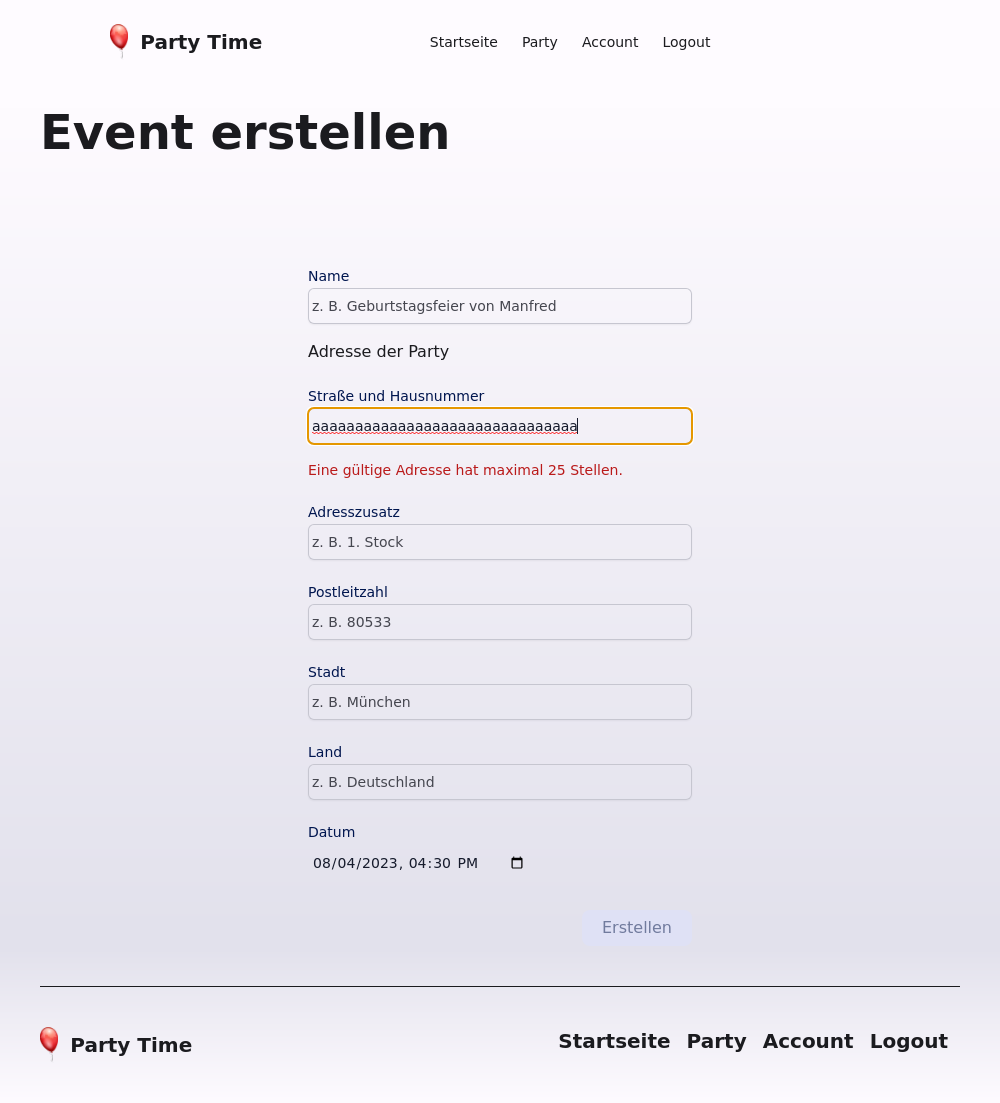 Party Time
Startseite Party Account Logout
Event erstellen
Name
z. B. Geburtstagsfeier von Manfred
Adresse der Party
Straße und Hausnummer
aaaaaaaaaaaaaaaaaaaaaaaaaaaaaaa
Eine gültige Adresse hat maximal 25 Stellen.
Adresszusatz
z. B. 1. Stock
Postleitzahl
z. B. 80533
Stadt
z. B. München
Land
z. B. Deutschland
Datum
08/04/2023, 04:30 PM
Erstellen
Party Time
Startseite Party Account Logout